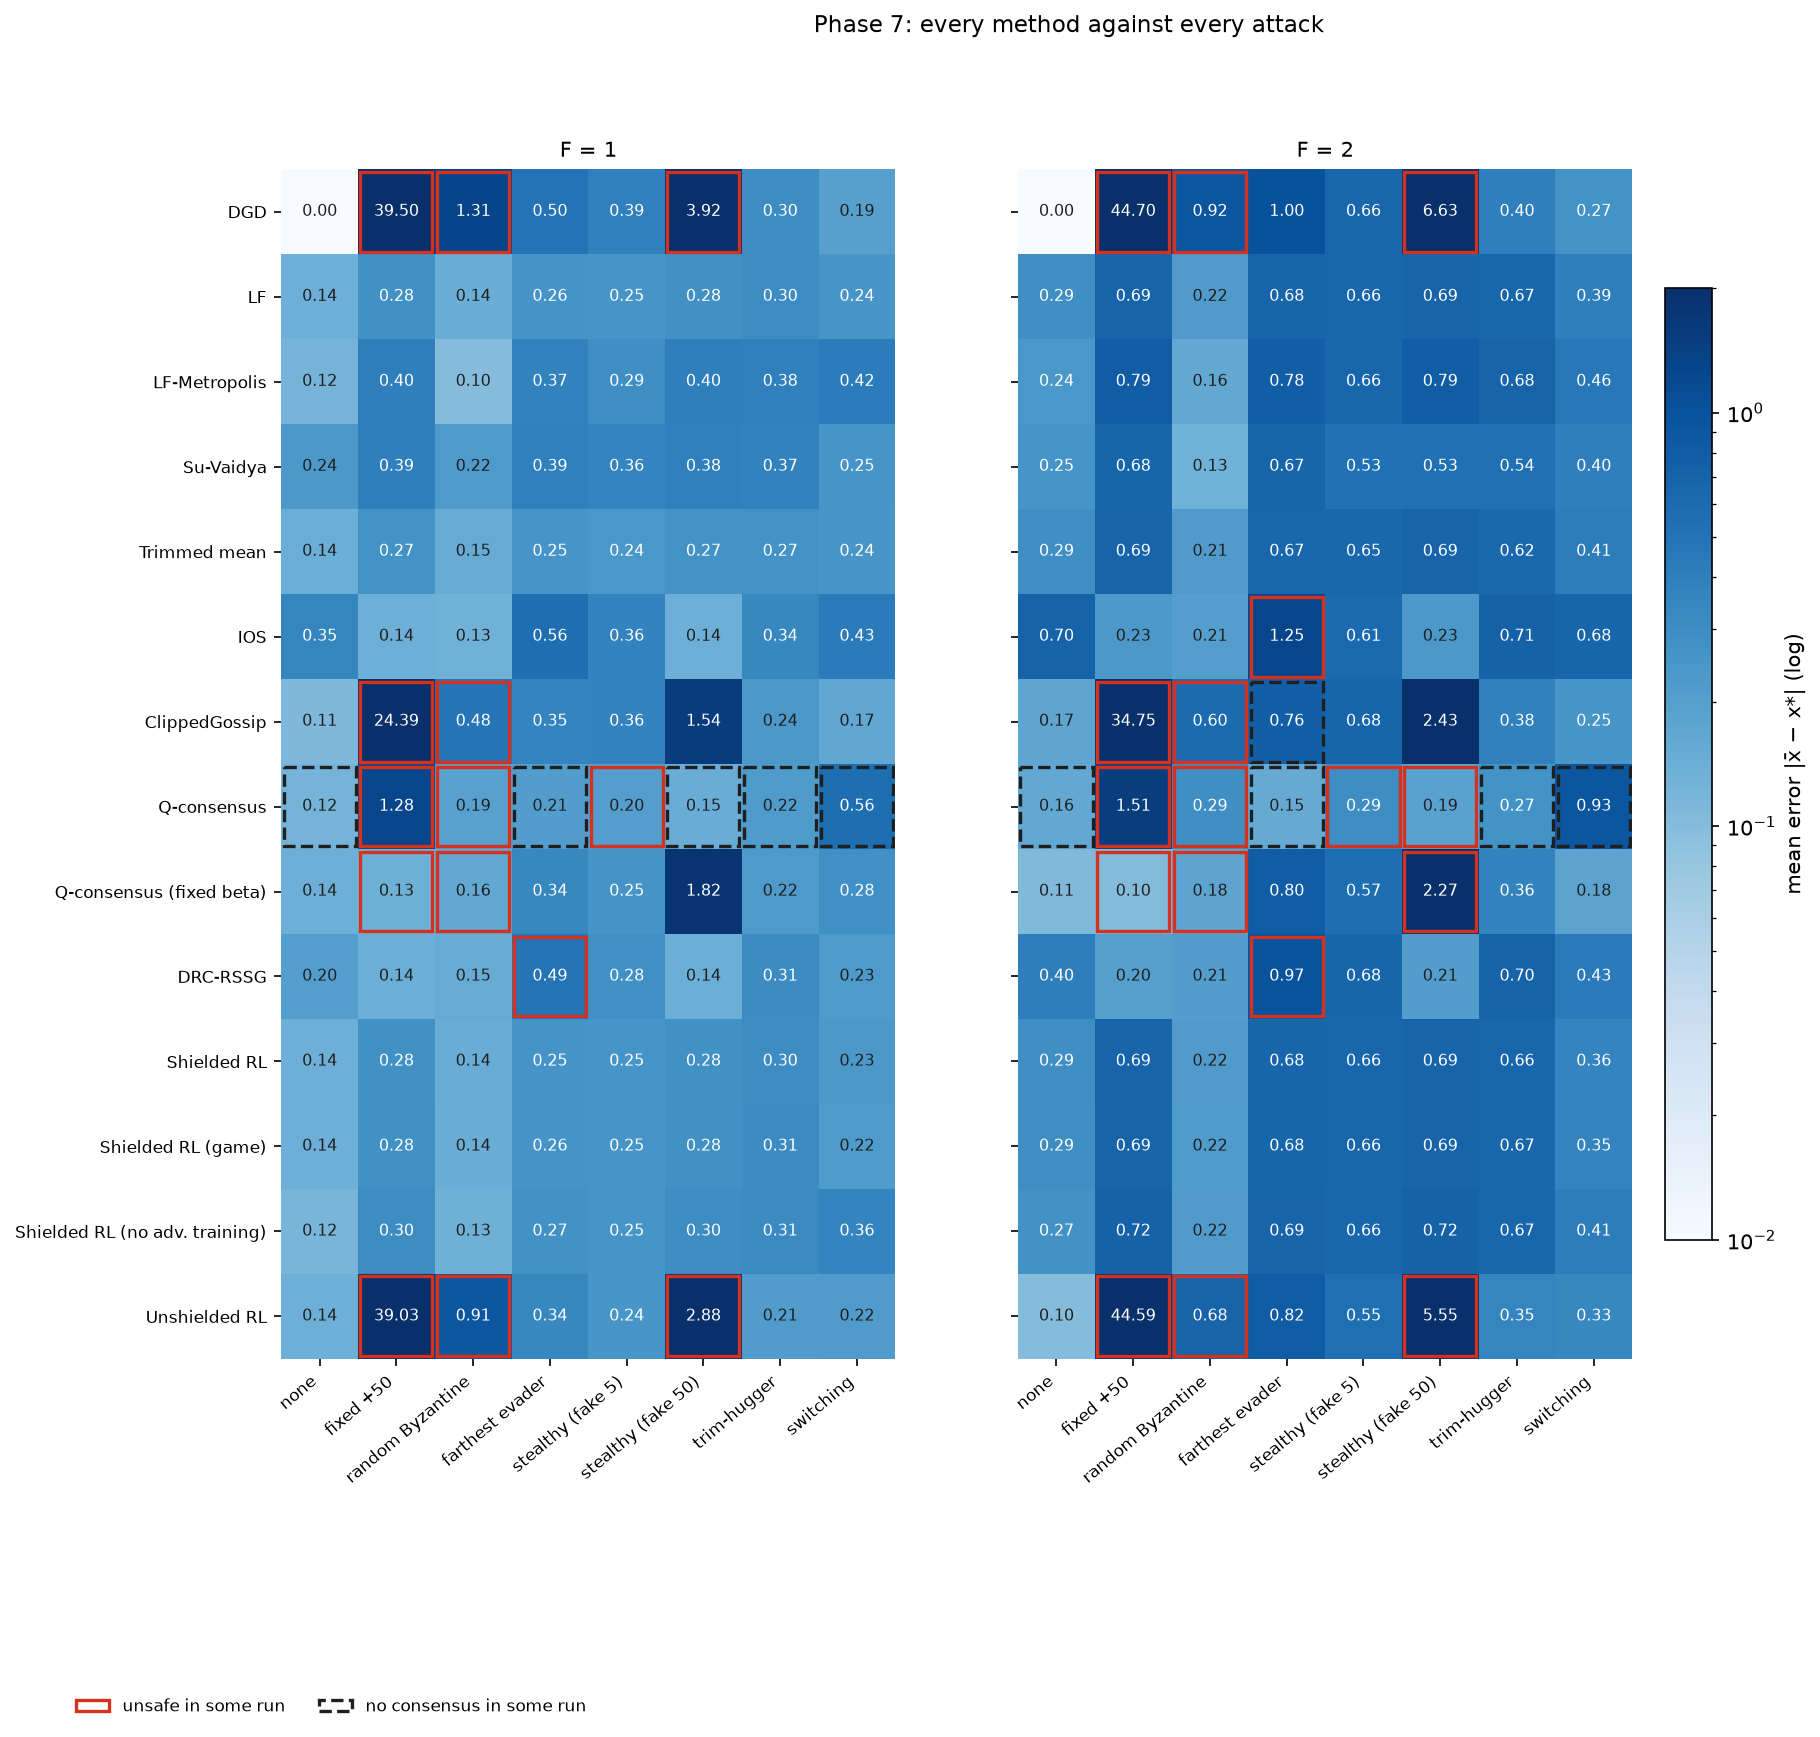 Phase 7: every method against every attack
F = 1
F = 2
DGD 0.00 39.50 1.31 0.50 0.39 3.92 0.30 0.19 0.00 44.70 0.92 1.00 0.66 6.63 0.40 0.27
LF 0.14 0.28 0.14 0.26 0.25 0.28 0.30 0.24 0.29 0.69 0.22 0.68 0.66 0.69 0.67 0.39
LF-Metropolis 0.12 0.40 0.10 0.37 0.29 0.40 0.38 0.42 0.24 0.79 0.16 0.78 0.66 0.79 0.68 0.46
Su-Vaidya 0.24 0.39 0.22 0.39 0.36 0.38 0.37 0.25 0.25 0.68 0.13 0.67 0.53 0.53 0.54 0.40
Trimmed mean 0.14 0.27 0.15 0.25 0.24 0.27 0.27 0.24 0.29 0.69 0.21 0.67 0.65 0.69 0.62 0.41
IOS 0.35 0.14 0.13 0.56 0.36 0.14 0.34 0.43 0.70 0.23 0.21 1.25 0.61 0.23 0.71 0.68
ClippedGossip 0.11 24.39 0.48 0.35 0.36 1.54 0.24 0.17 0.17 34.75 0.60 0.76 0.68 2.43 0.38 0.25
Q-consensus 0.12 1.28 0.19 0.21 0.20 0.15 0.22 0.56 0.16 1.51 0.29 0.15 0.29 0.19 0.27 0.93
Q-consensus (fixed beta) 0.14 0.13 0.16 0.34 0.25 1.82 0.22 0.28 0.11 0.10 0.18 0.80 0.57 2.27 0.36 0.18
DRC-RSSG 0.20 0.14 0.15 0.49 0.28 0.14 0.31 0.23 0.40 0.20 0.21 0.97 0.68 0.21 0.70 0.43
Shielded RL 0.14 0.28 0.14 0.25 0.25 0.28 0.30 0.23 0.29 0.69 0.22 0.68 0.66 0.69 0.66 0.36
Shielded RL (game) 0.14 0.28 0.14 0.26 0.25 0.28 0.31 0.22 0.29 0.69 0.22 0.68 0.66 0.69 0.67 0.35
Shielded RL (no adv. training) 0.12 0.30 0.13 0.27 0.25 0.30 0.31 0.36 0.27 0.72 0.22 0.69 0.66 0.72 0.67 0.41
Unshielded RL 0.14 39.03 0.91 0.34 0.24 2.88 0.21 0.22 0.10 44.59 0.68 0.82 0.55 5.55 0.35 0.33
none fixed +50 random Byzantine farthest evader stealthy (fake 5) stealthy (fake 50) trim-hugger switching
none fixed +50 random Byzantine farthest evader stealthy (fake 5) stealthy (fake 50) trim-hugger switching
10⁰
10⁻¹
10⁻²
mean error |x̄ − x*| (log)
unsafe in some run
no consensus in some run